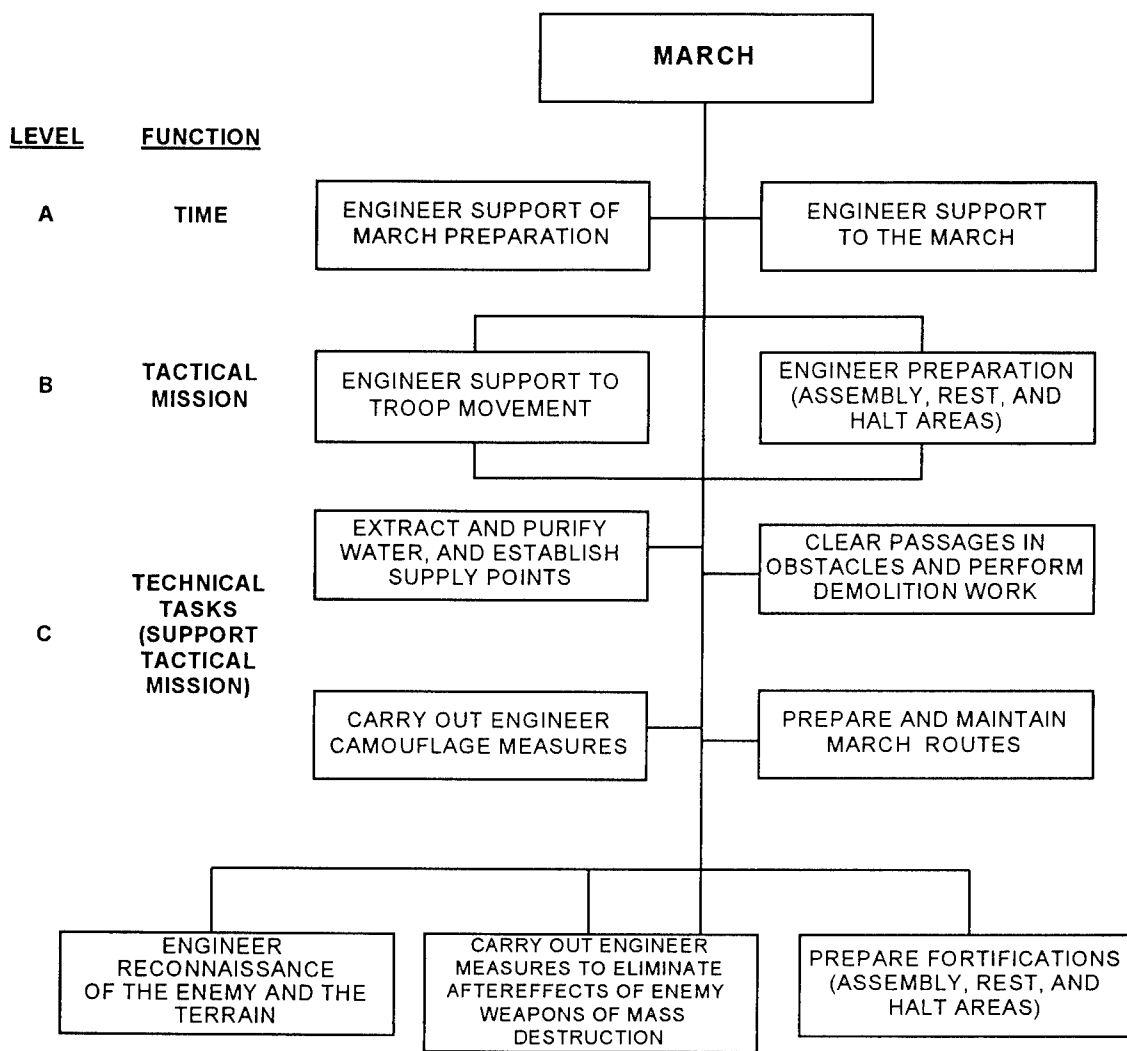 MARCH
LEVEL
FUNCTION
A
TIME
ENGINEER SUPPORT OF
MARCH PREPARATION
ENGINEER SUPPORT
TO THE MARCH
B
TACTICAL
MISSION
ENGINEER SUPPORT TO
TROOP MOVEMENT
ENGINEER PREPARATION
(ASSEMBLY, REST, AND
HALT AREAS)
C
TECHNICAL
TASKS
(SUPPORT
TACTICAL
MISSION)
EXTRACT AND PURIFY
WATER, AND ESTABLISH
SUPPLY POINTS
CLEAR PASSAGES IN
OBSTACLES AND PERFORM
DEMOLITION WORK
CARRY OUT ENGINEER
CAMOUFLAGE MEASURES
PREPARE AND MAINTAIN
MARCH ROUTES
ENGINEER
RECONNAISSANCE
OF THE ENEMY AND THE
TERRAIN
CARRY OUT ENGINEER
MEASURES TO ELIMINATE
AFTEREFFECTS OF ENEMY
WEAPONS OF MASS
DESTRUCTION
PREPARE FORTIFICATIONS
(ASSEMBLY, REST, AND
HALT AREAS)